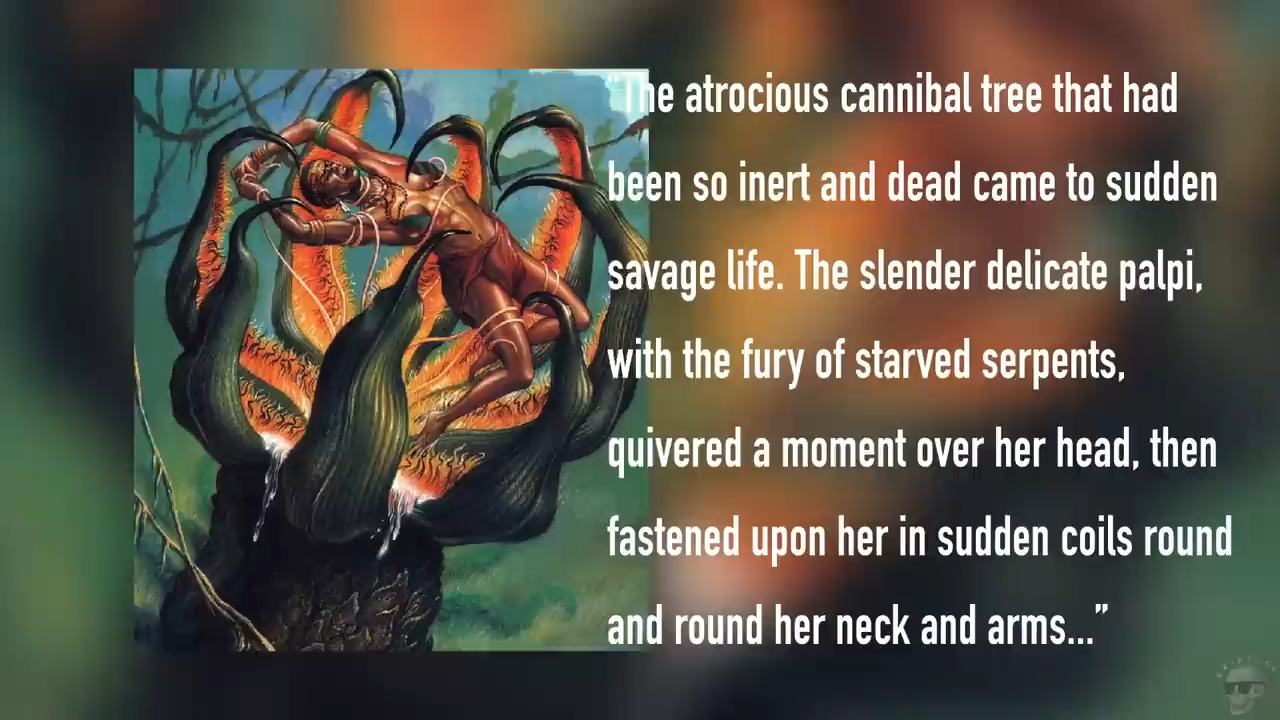 "The atrocious cannibal tree that had
been so inert and dead came to sudden
savage life. The slender delicate palpi,
with the fury of starved serpents,
quivered a moment over her head, then
fastened upon her in sudden coils round
and round her neck and arms..."